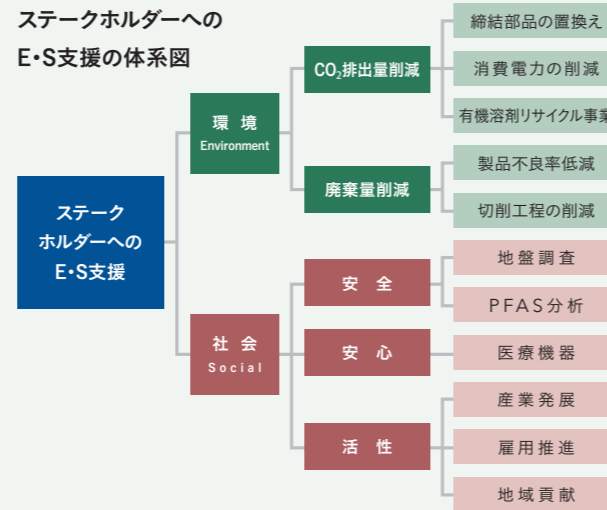 ステークホルダーへの
E・S支援の体系図
ステーク
ホルダーへの
E・S支援
環 境
Environment
CO₂排出量削減
締結部品の置換え
消費電力の削減
有機溶剤リサイクル事業
廃棄量削減
製品不良率低減
切削工程の削減
社 会
Social
安 全
地盤調査
PFAS分析
安 心
医療機器
活 性
産業発展
雇用推進
地域貢献